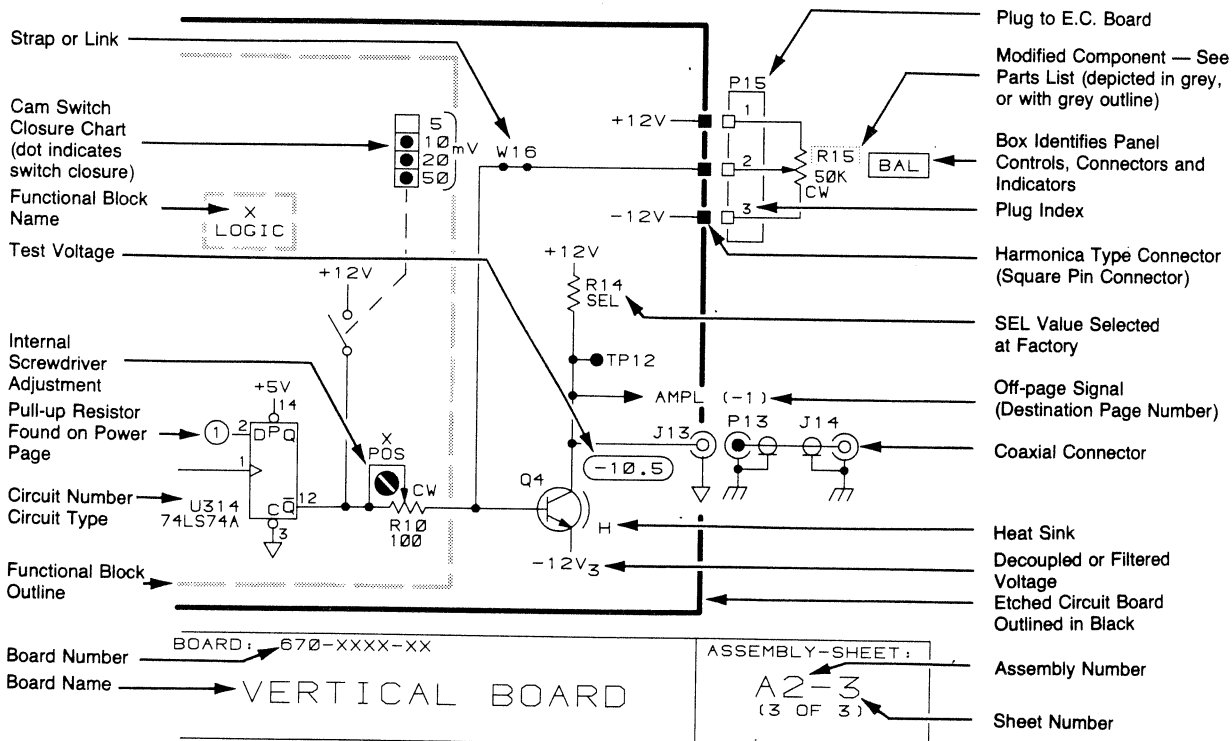 Strap or Link
Cam Switch
Closure Chart
(dot indicates
switch closure)
Functional Block
Name
Test Voltage
Internal
Screwdriver
Adjustment
Pull-up Resistor
Found on Power
Page
Circuit Number
Circuit Type
Functional Block
Outline
Board Number
Board Name
5
10
20
50
mV
W16
X
LOGIC
+12V
+5V
14
1
2
D P Q
1
U314
74LS74A
C Q̅
12
3
X
POS
CW
R10
100
+12V
-12V
P15
1
2
3
R15
50K
CW
BAL
+12V
R14
SEL
TP12
AMPL (-1)
J13
P13
J14
-10.5
Q4
H
-12V3
Plug to E.C. Board
Modified Component — See
Parts List (depicted in grey,
or with grey outline)
Box Identifies Panel
Controls, Connectors and
Indicators
Plug Index
Harmonica Type Connector
(Square Pin Connector)
SEL Value Selected
at Factory
Off-page Signal
(Destination Page Number)
Coaxial Connector
Heat Sink
Decoupled or Filtered
Voltage
Etched Circuit Board
Outlined in Black
BOARD: 670-XXXX-XX
VERTICAL BOARD
ASSEMBLY-SHEET:
A2-3
(3 OF 3)
Assembly Number
Sheet Number